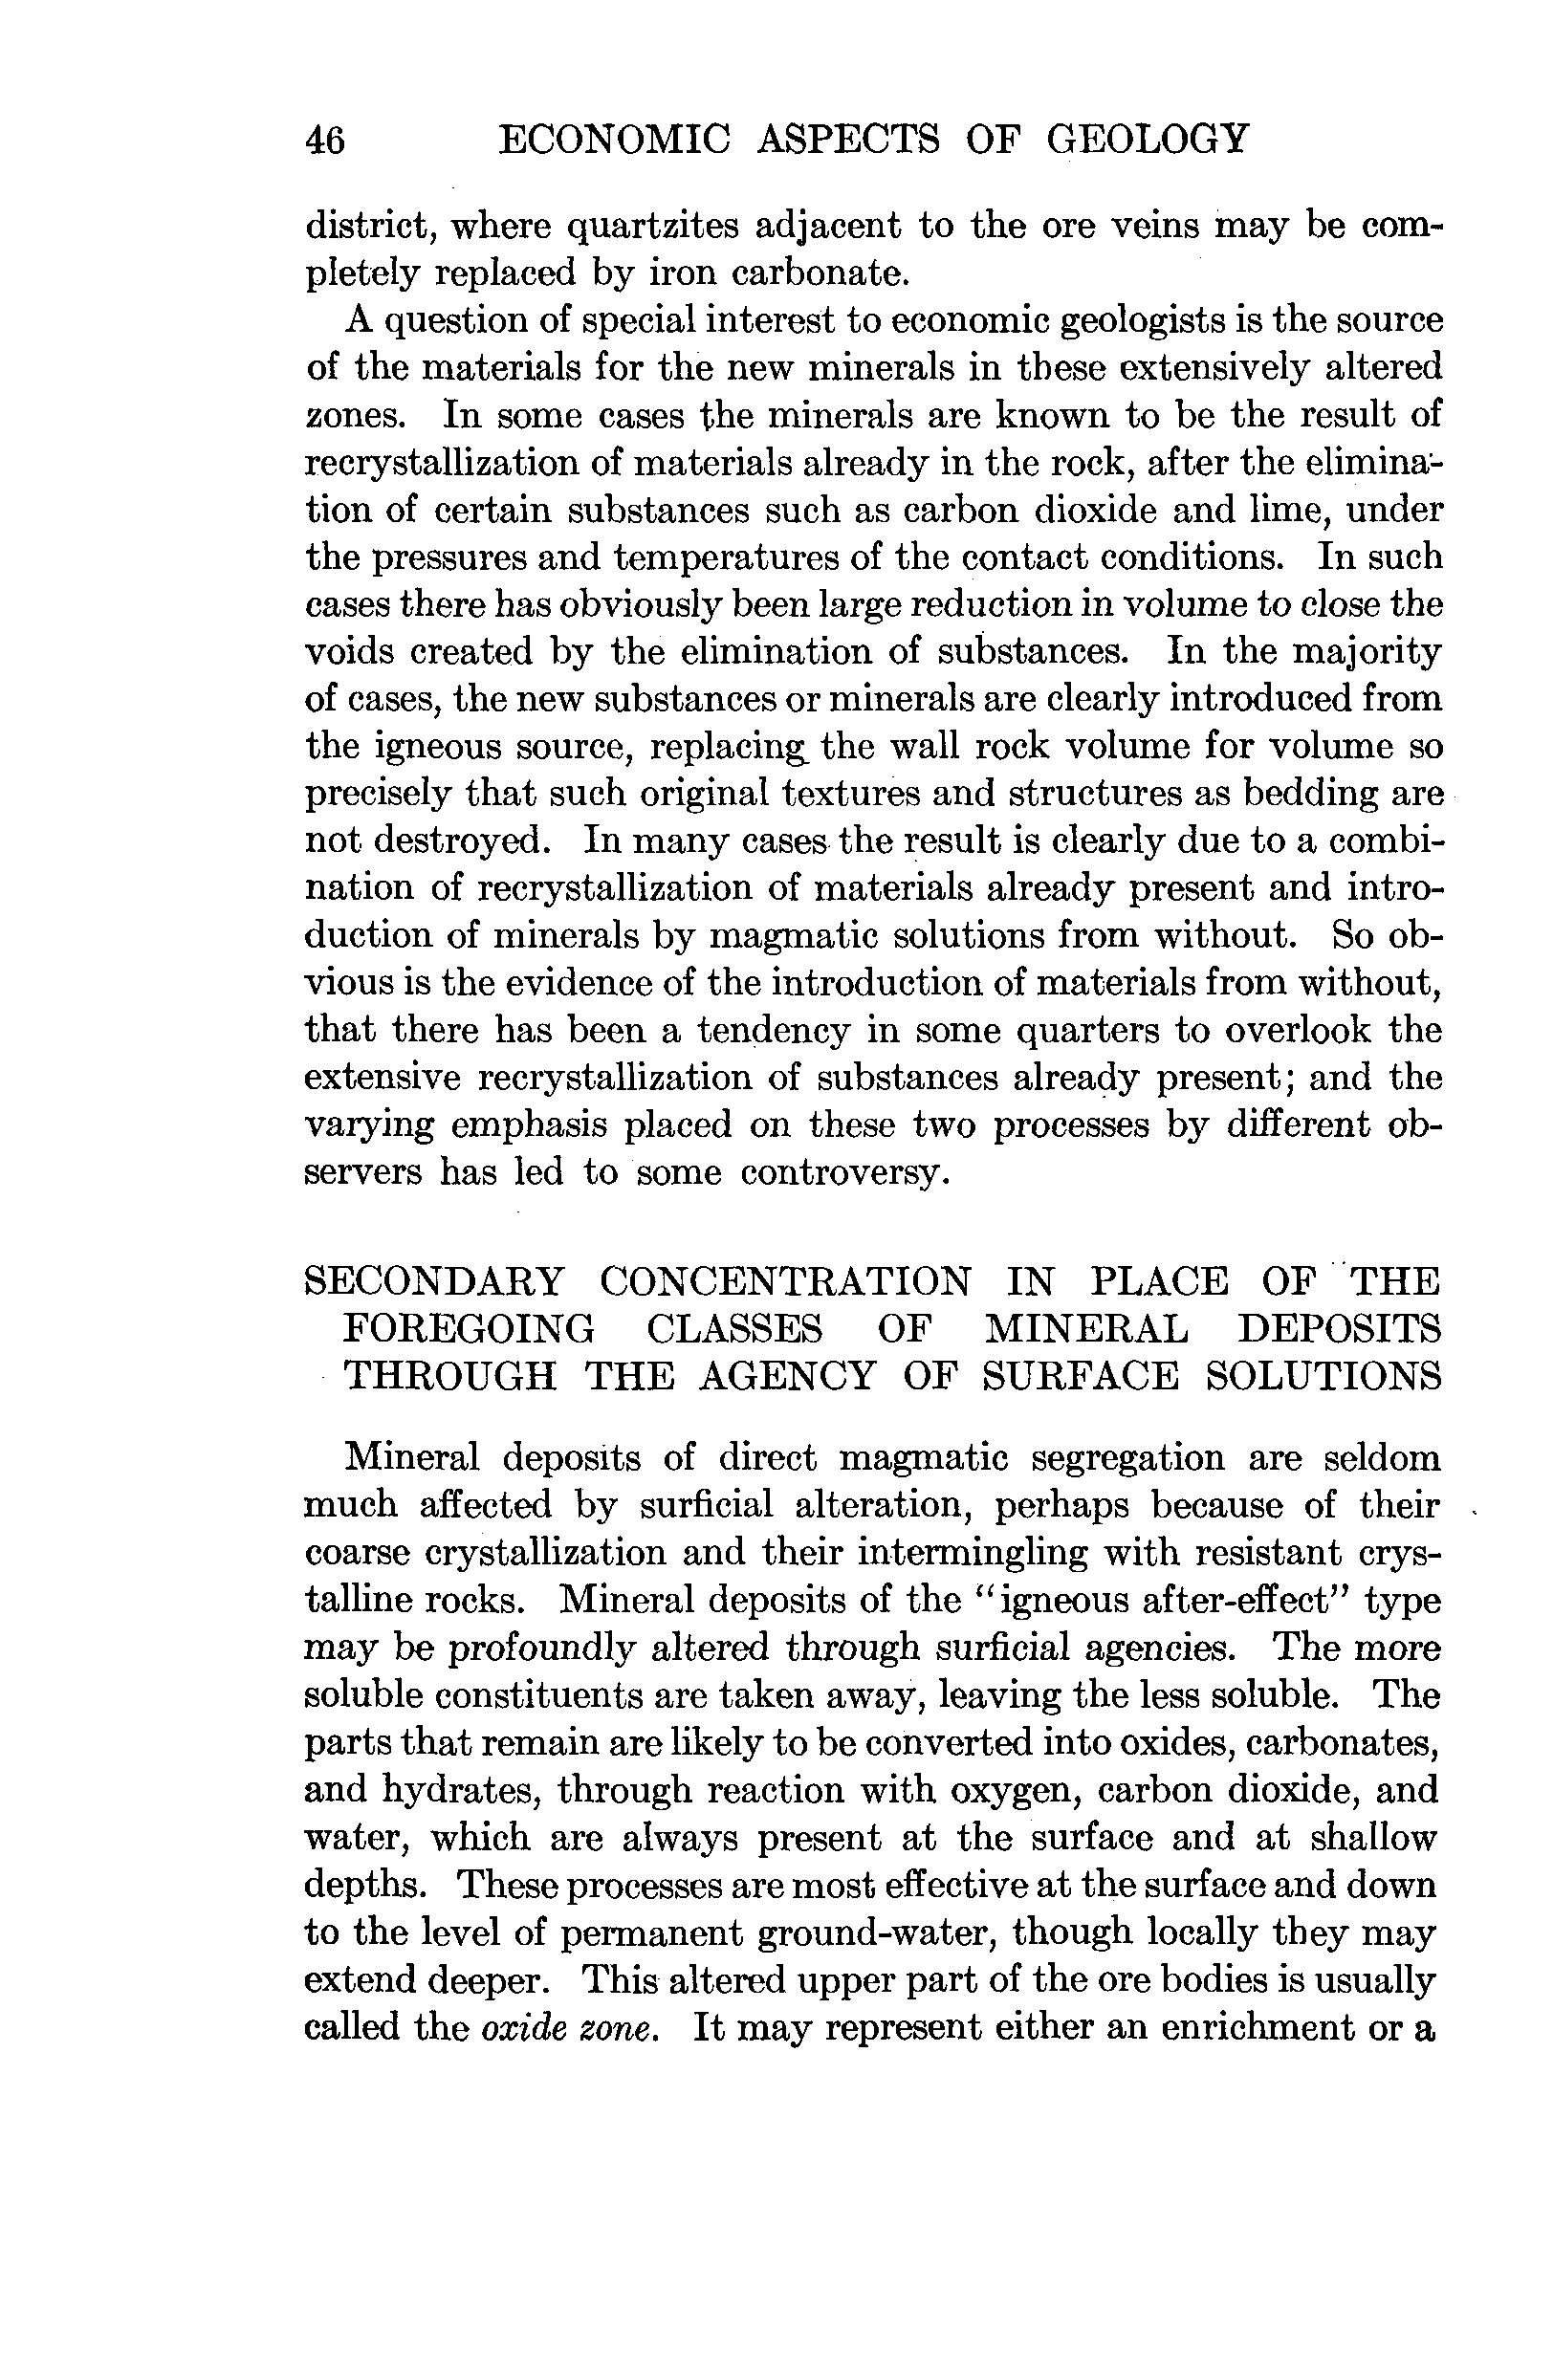 46 ECONOMIC ASPECTS OF GEOLOGY
district, where quartzites adjacent to the ore veins may be com-
pletely replaced by iron carbonate.
A question of special interest to economic geologists is the source
of the materials for the new minerals in these extensively altered
zones. In some cases the minerals are known to be the result of
recrystallization of materials already in the rock, after the elimina-
tion of certain substances such as carbon dioxide and lime, under
the pressures and temperatures of the contact conditions. In such
cases there has obviously been large reduction in volume to close the
voids created by the elimination of substances. In the majority
of cases, the new substances or minerals are clearly introduced from
the igneous source, replacing the wall rock volume for volume so
precisely that such original textures and structures as bedding are
not destroyed. In many cases the result is clearly due to a combi-
nation of recrystallization of materials already present and intro-
duction of minerals by magmatic solutions from without. So ob-
vious is the evidence of the introduction of materials from without,
that there has been a tendency in some quarters to overlook the
extensive recrystallization of substances already present; and the
varying emphasis placed on these two processes by different ob-
servers has led to some controversy.
SECONDARY CONCENTRATION IN PLACE OF THE
FOREGOING CLASSES OF MINERAL DEPOSITS
THROUGH THE AGENCY OF SURFACE SOLUTIONS
Mineral deposits of direct magmatic segregation are seldom
much affected by surficial alteration, perhaps because of their
coarse crystallization and their intermingling with resistant crys-
talline rocks. Mineral deposits of the "igneous after-effect" type
may be profoundly altered through surficial agencies. The more
soluble constituents are taken away, leaving the less soluble. The
parts that remain are likely to be converted into oxides, carbonates,
and hydrates, through reaction with oxygen, carbon dioxide, and
water, which are always present at the surface and at shallow
depths. These processes are most effective at the surface and down
to the level of permanent ground-water, though locally they may
extend deeper. This altered upper part of the ore bodies is usually
called the oxide zone. It may represent either an enrichment or a